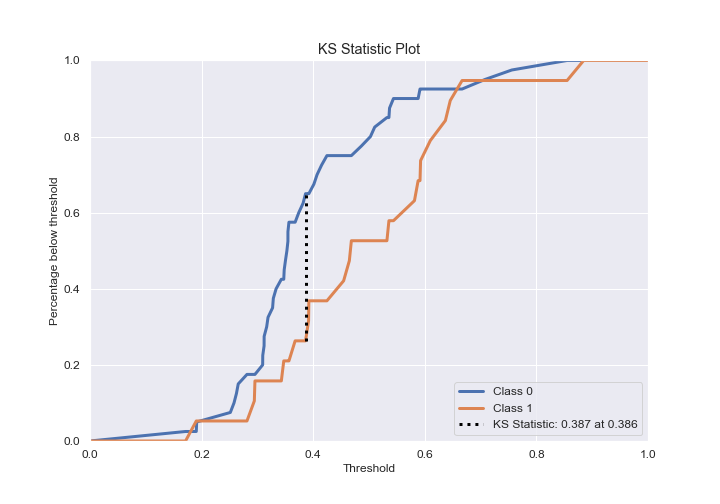 KS Statistic Plot
1.0
0.8
0.6
0.4
0.2
0.0
Percentage below threshold
0.0 0.2 0.4 0.6 0.8 1.0
Threshold
Class 0
Class 1
KS Statistic: 0.387 at 0.386